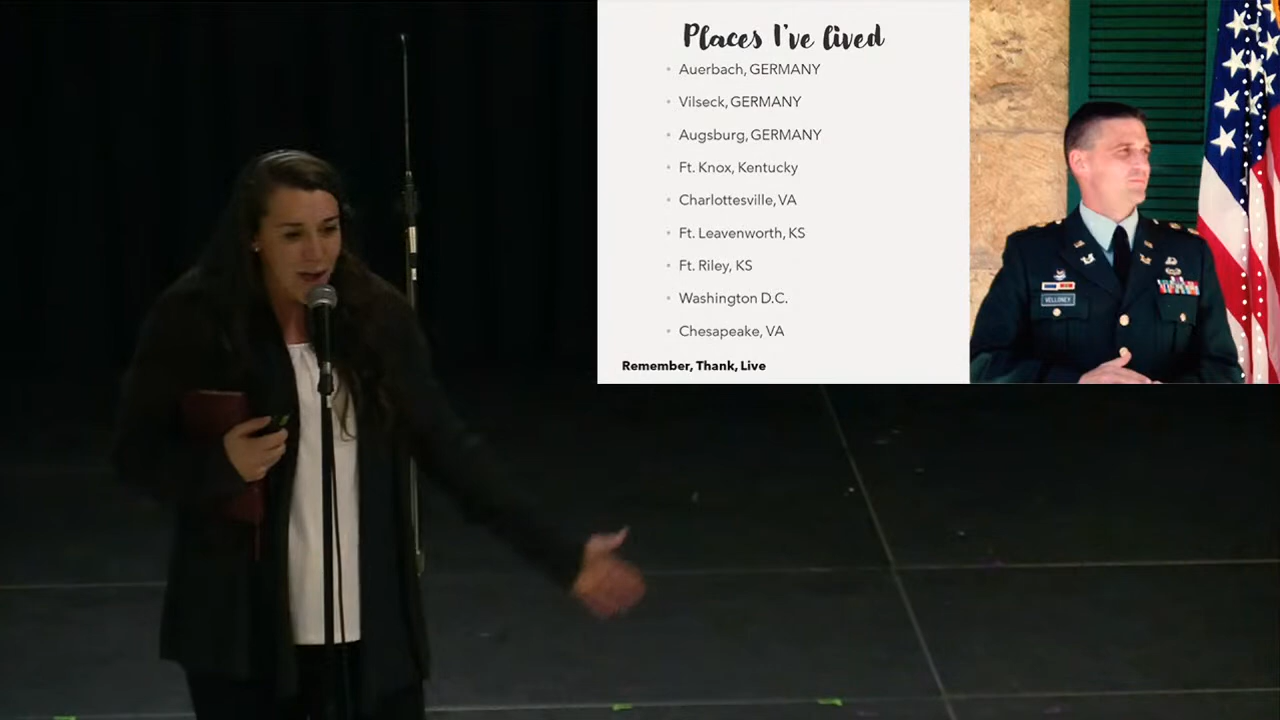 Places I've lived
Auerbach, GERMANY
Vilseck, GERMANY
Augsburg, GERMANY
Ft. Knox, Kentucky
Charlottesville, VA
Ft. Leavenworth, KS
Ft. Riley, KS
Washington D.C.
Chesapeake, VA
Remember, Thank, Live
VELLONEY